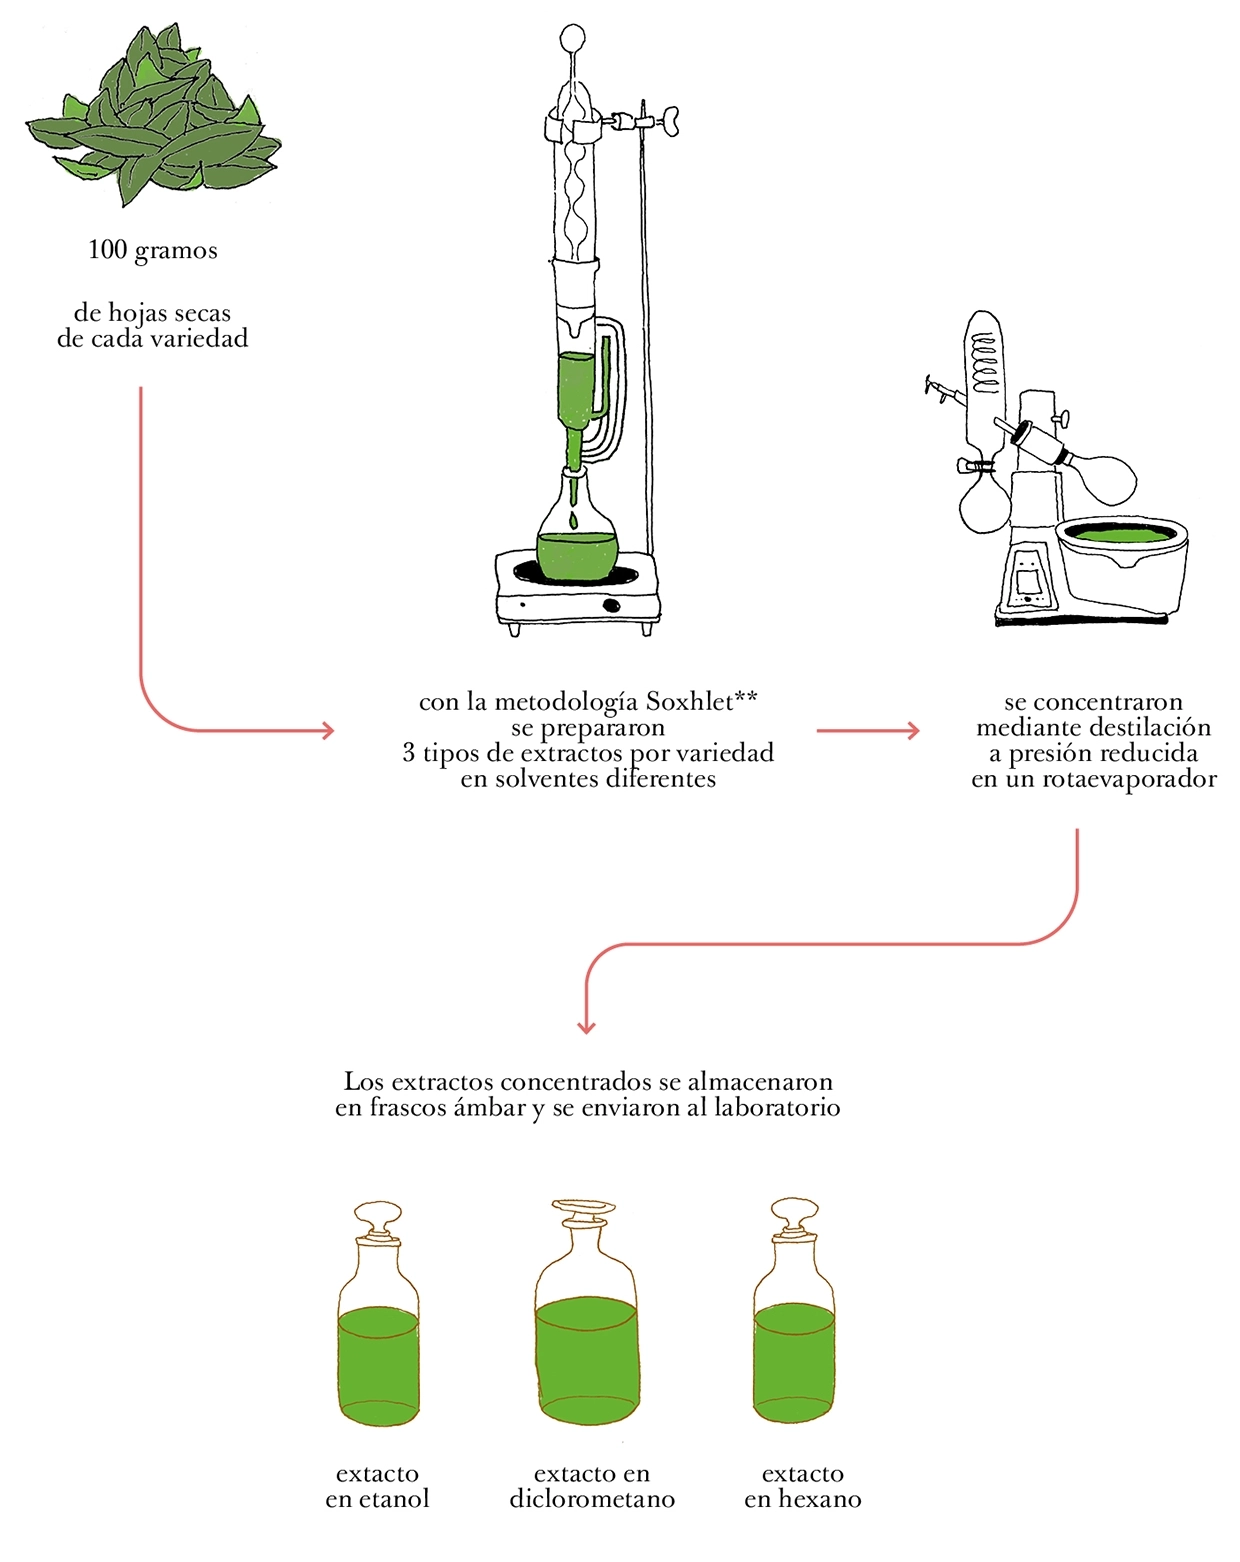 100 gramos
de hojas secas
de cada variedad
con la metodología Soxhlet**
se prepararon
3 tipos de extractos por variedad
en solventes diferentes
se concentraron
mediante destilación
a presión reducida
en un rotaevaporador
Los extractos concentrados se almacenaron
en frascos ámbar y se enviaron al laboratorio
extacto
en etanol
extacto en
diclorometano
extacto
en hexano